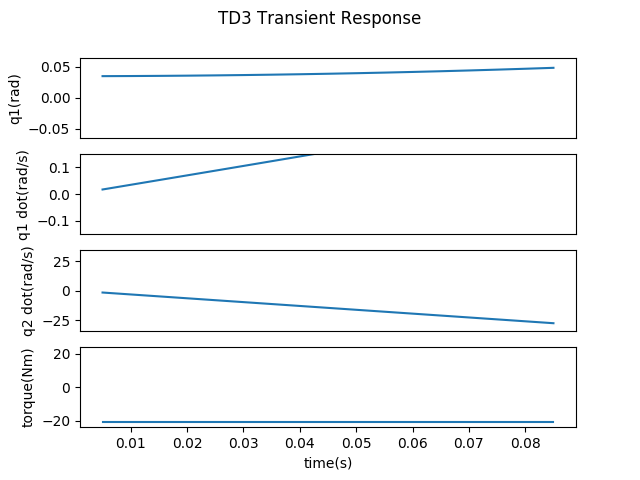 TD3 Transient Response
0.05
0.00
−0.05
q1(rad)
0.1
0.0
−0.1
q1 dot(rad/s)
25
0
−25
q2 dot(rad/s)
20
0
−20
torque(Nm)
0.01 0.02 0.03 0.04 0.05 0.06 0.07 0.08
time(s)